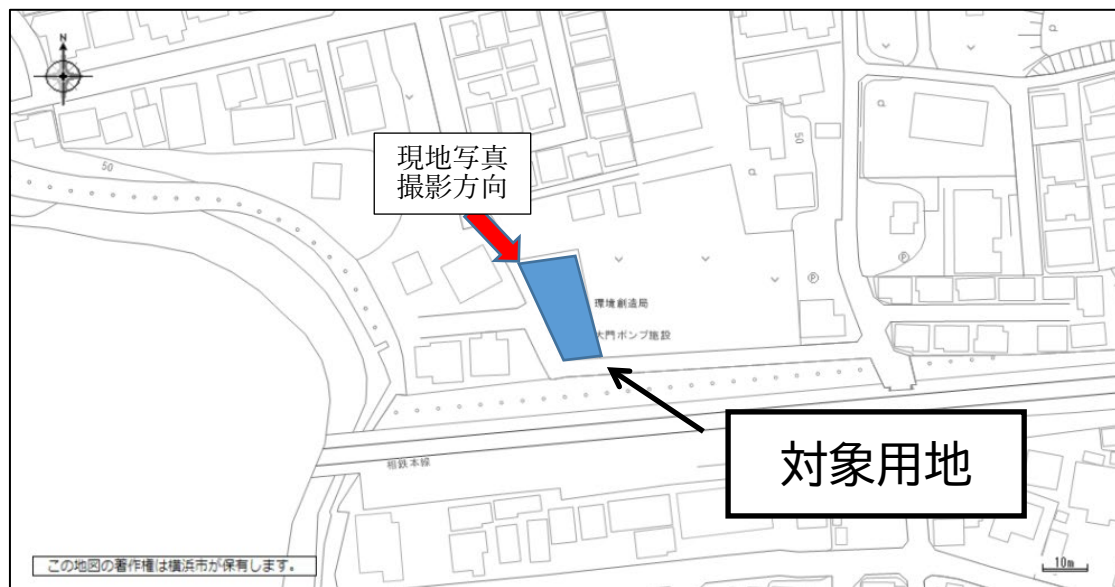 N
50
現地写真
撮影方向
50
P
環境創造局
大門ポンプ施設
P
対象用地
相鉄本線
この地図の著作権は横浜市が保有します。
10m